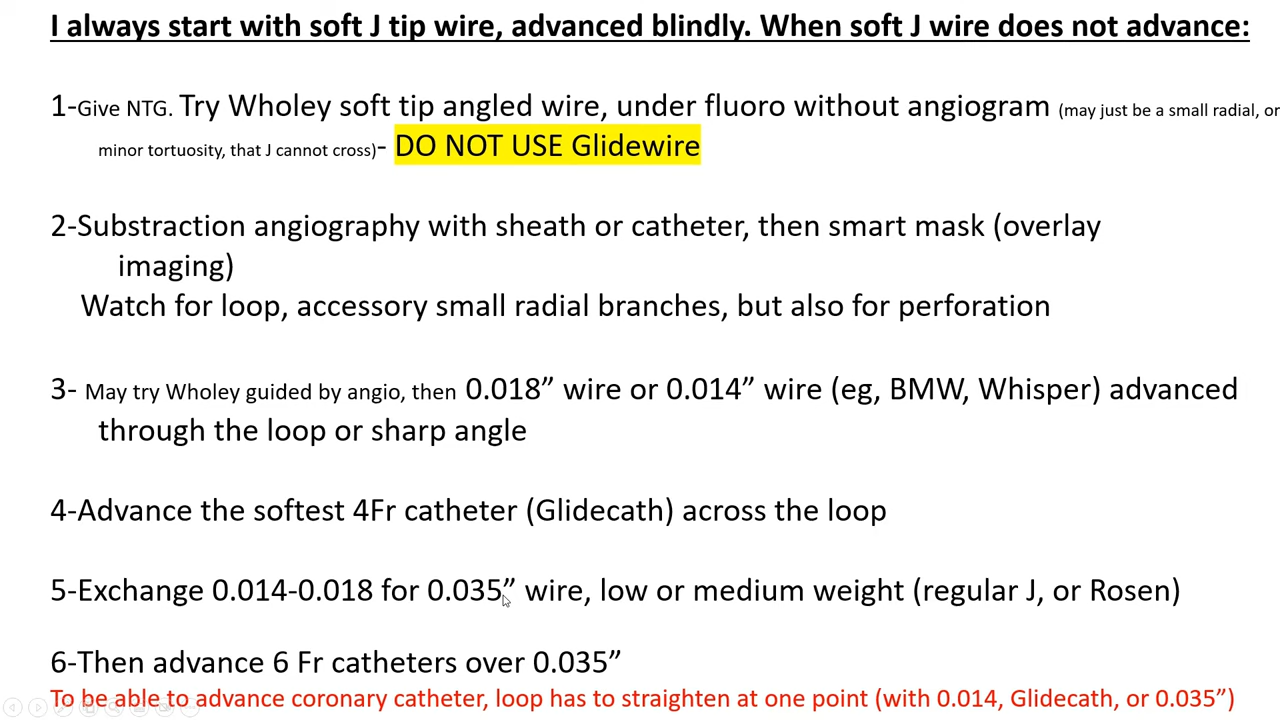 I always start with soft J tip wire, advanced blindly. When soft J wire does not advance:
1-Give NTG. Try Wholey soft tip angled wire, under fluoro without angiogram (may just be a small radial, or
minor tortuosity, that J cannot cross)- DO NOT USE Glidewire
2-Substraction angiography with sheath or catheter, then smart mask (overlay
imaging)
Watch for loop, accessory small radial branches, but also for perforation
3- May try Wholey guided by angio, then 0.018” wire or 0.014” wire (eg, BMW, Whisper) advanced
through the loop or sharp angle
4-Advance the softest 4Fr catheter (Glidecath) across the loop
5-Exchange 0.014-0.018 for 0.035” wire, low or medium weight (regular J, or Rosen)
6-Then advance 6 Fr catheters over 0.035”
To be able to advance coronary catheter, loop has to straighten at one point (with 0.014, Glidecath, or 0.035”)